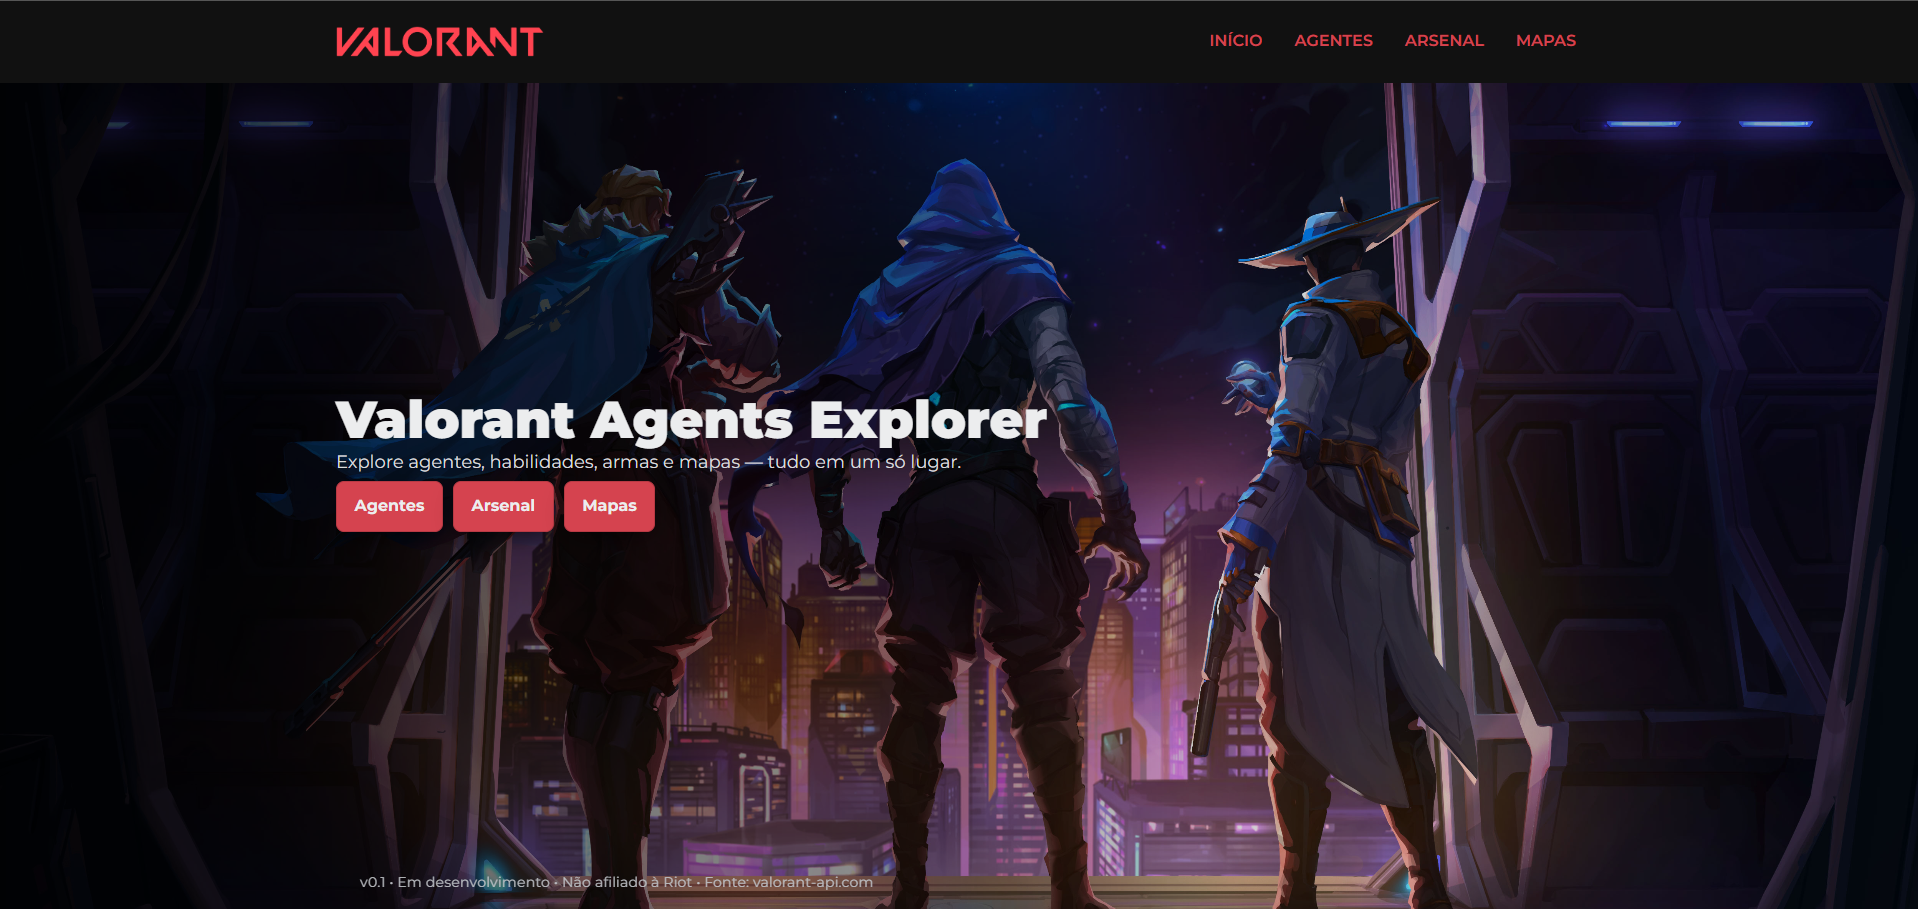 VALORANT
INÍCIO AGENTES ARSENAL MAPAS
Valorant Agents Explorer
Explore agentes, habilidades, armas e mapas — tudo em um só lugar.
Agentes Arsenal Mapas
v0.1 • Em desenvolvimento • Não afiliado à Riot • Fonte: valorant-api.com